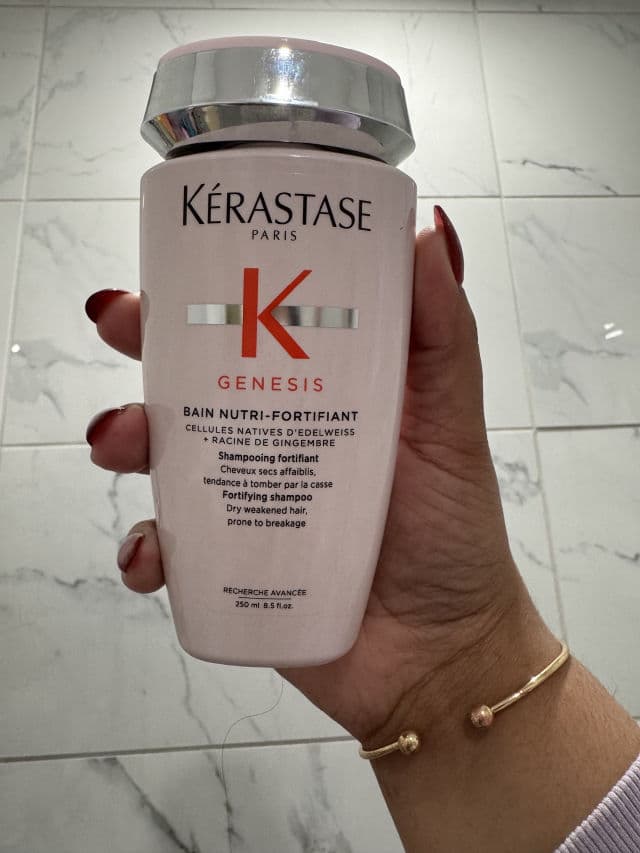 KÉRASTASE
PARIS
K
GENESIS
BAIN NUTRI-FORTIFIANT
CELLULES NATIVES D'EDELWEISS
+ RACINE DE GINGEMBRE
Shampooing fortifiant
Cheveux secs affaiblis,
tendance à tomber par la casse
Fortifying shampoo
Dry weakened hair,
prone to breakage
RECHERCHE AVANCÉE
250 ml 8.5 fl.oz.